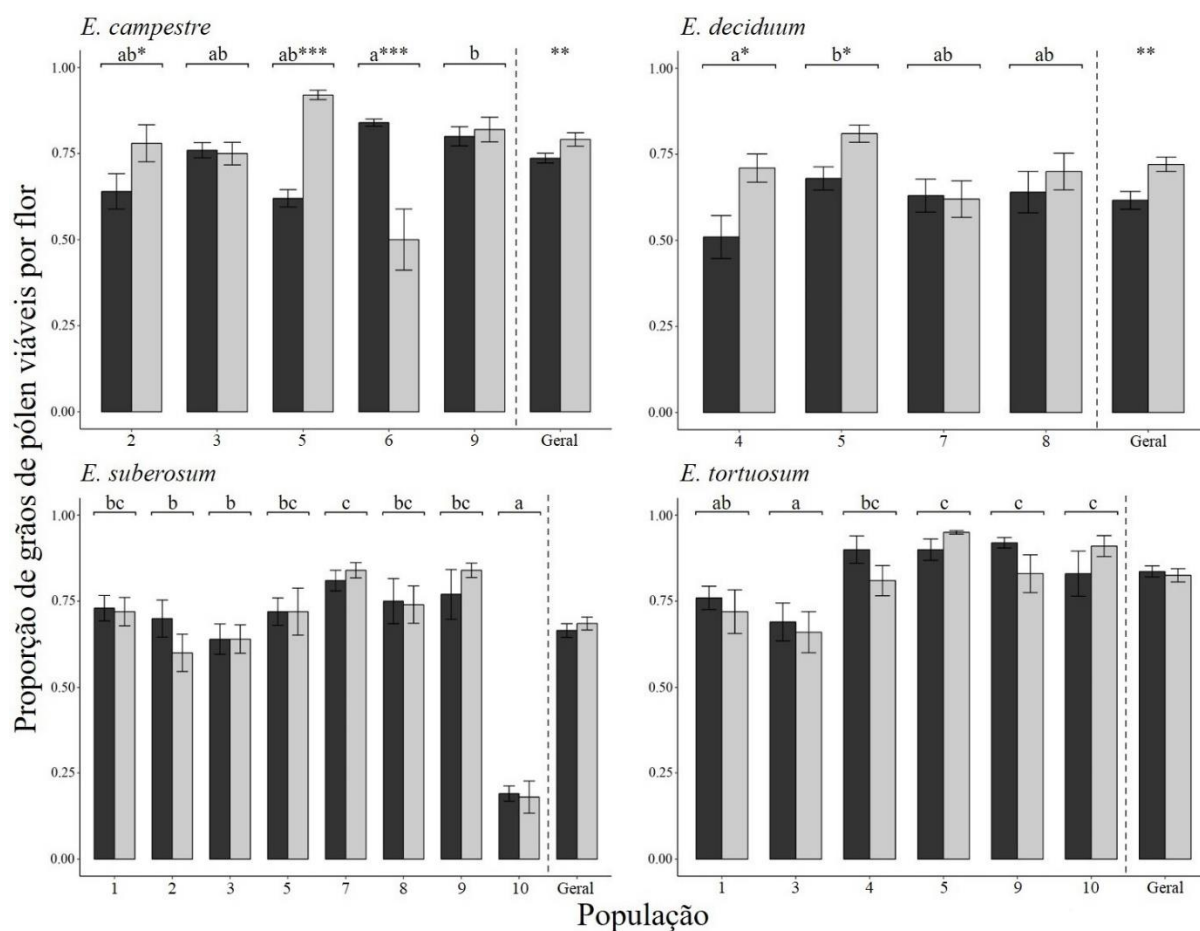 E. campestre
ab* ab ab*** a*** b **
1.00
0.75
0.50
0.25
0.00
2 3 5 6 9 Geral
E. deciduum
a* b* ab ab **
1.00
0.75
0.50
0.25
0.00
4 5 7 8 Geral
E. suberosum
bc b b bc c bc bc a
1.00
0.75
0.50
0.25
0.00
1 2 3 5 7 8 9 10 Geral
E. tortuosum
ab a bc c c c
1.00
0.75
0.50
0.25
0.00
1 3 4 5 9 10 Geral
Proporção de grãos de pólen viáveis por flor
População